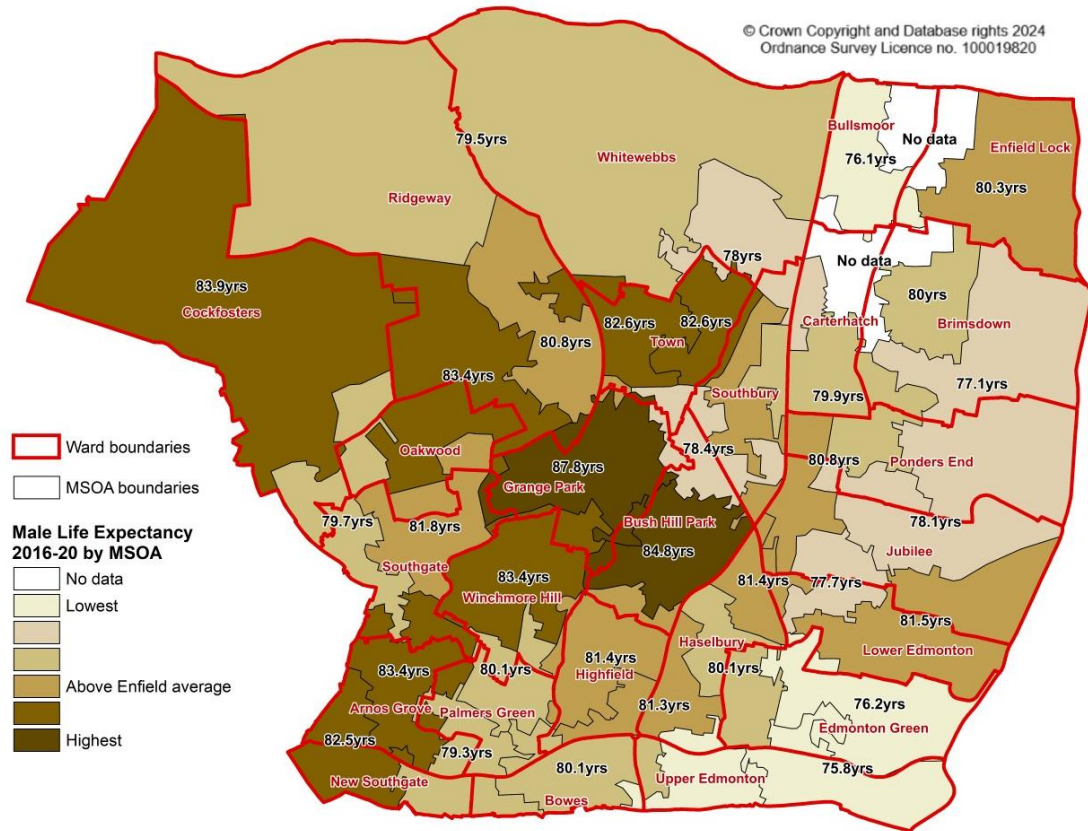 © Crown Copyright and Database rights 2024
Ordnance Survey Licence no. 100019820
Bullsmoor
No data
Enfield Lock
79.5yrs
Whitewebbs
76.1yrs
80.3yrs
Ridgeway
78yrs
No data
83.9yrs
Cockfosters
80yrs
82.6yrs
82.6yrs
Town
Carterhatch
Brimsdown
80.8yrs
83.4yrs
77.1yrs
Southbury
79.9yrs
Ward boundaries
Oakwood
78.4yrs
80.8yrs
Ponders End
87.8yrs
Grange Park
MSOA boundaries
79.7yrs
81.8yrs
Bush Hill Park
78.1yrs
Male Life Expectancy
2016-20 by MSOA
84.8yrs
Jubilee
Southgate
No data
83.4yrs
Winchmore Hill
81.4yrs
77.7yrs
Lowest
81.5yrs
Haselbury
Lower Edmonton
81.4yrs
Highfield
80.1yrs
83.4yrs
80.1yrs
Above Enfield average
Arnos Grove
Palmers Green
81.3yrs
76.2yrs
Edmonton Green
Highest
82.5yrs
79.3yrs
80.1yrs
75.8yrs
New Southgate
Upper Edmonton
Bowes